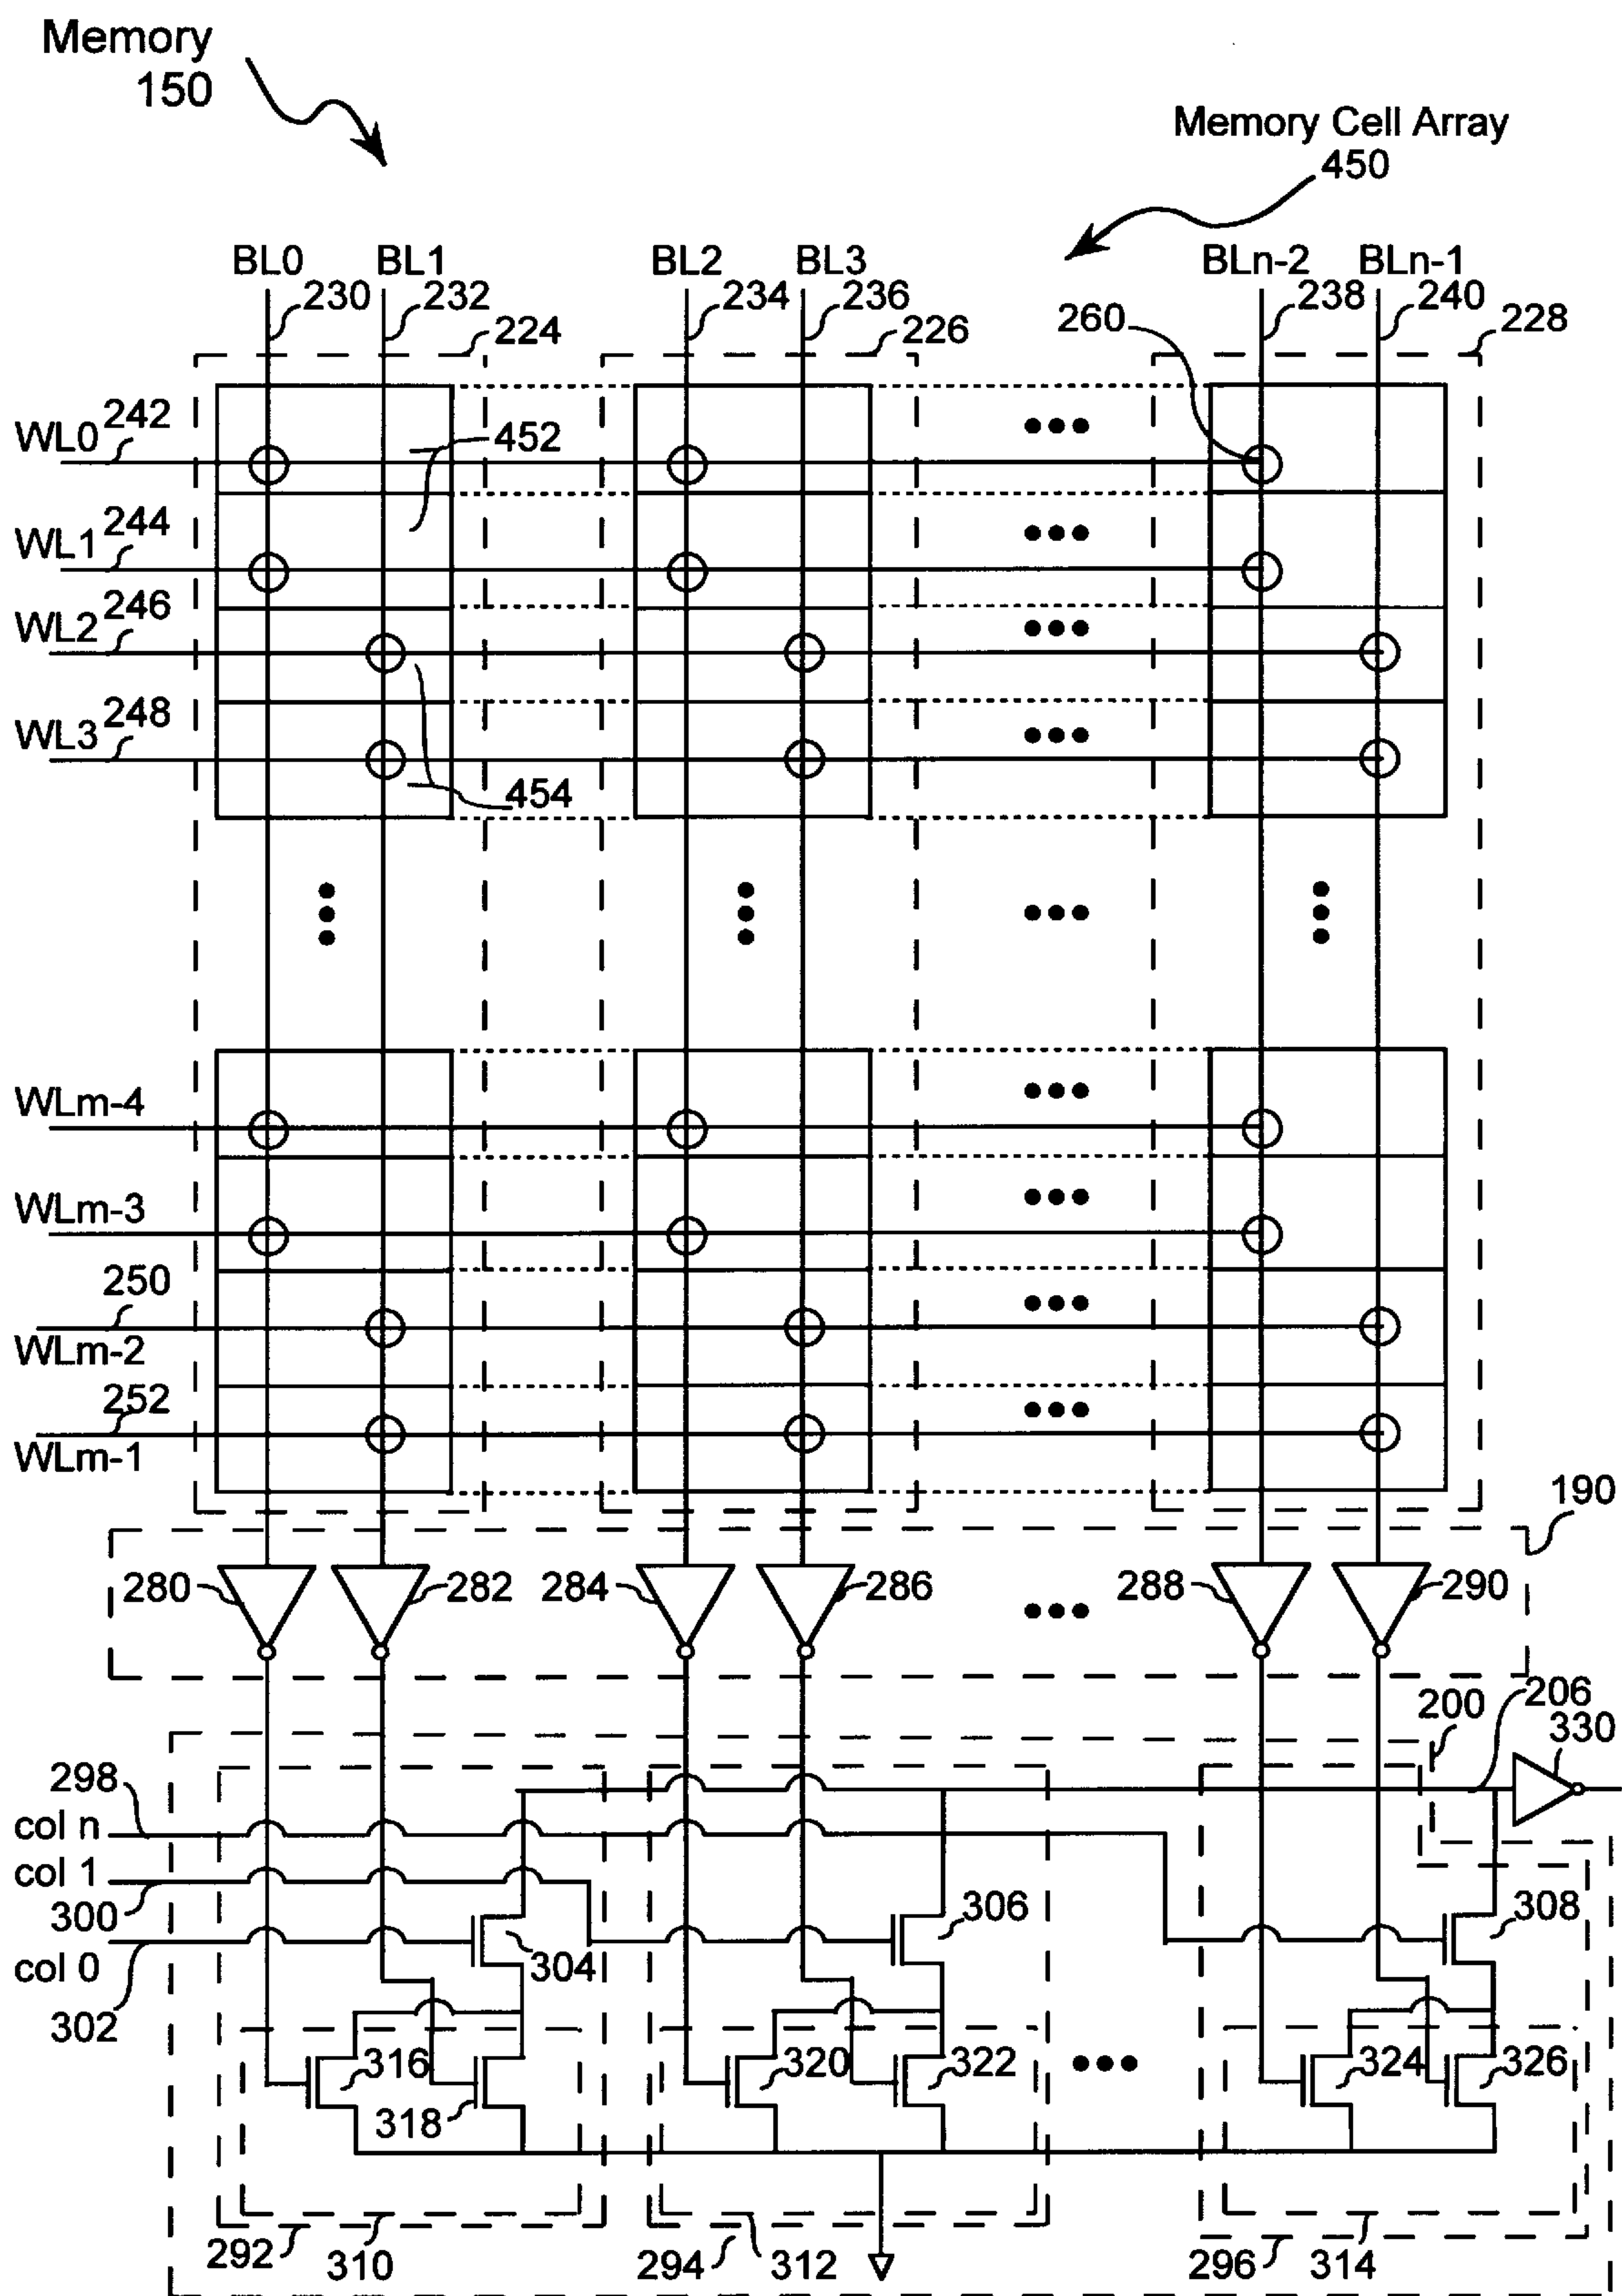 Memory
150
Memory Cell Array
450
BL0 BL1 BL2 BL3 BLn-2 BLn-1
230 232 234 236 238 240
224 226 260 228
WL0 242 452
WL1 244
WL2 246
WL3 248
454
WLm-4
WLm-3
250
WLm-2
252
WLm-1
190
280 282 284 286 288 290
200 206
330
298
col n
col 1
300
col 0
302
304 306 308
316 318 320 322 324 326
292 310 294 312 296 314